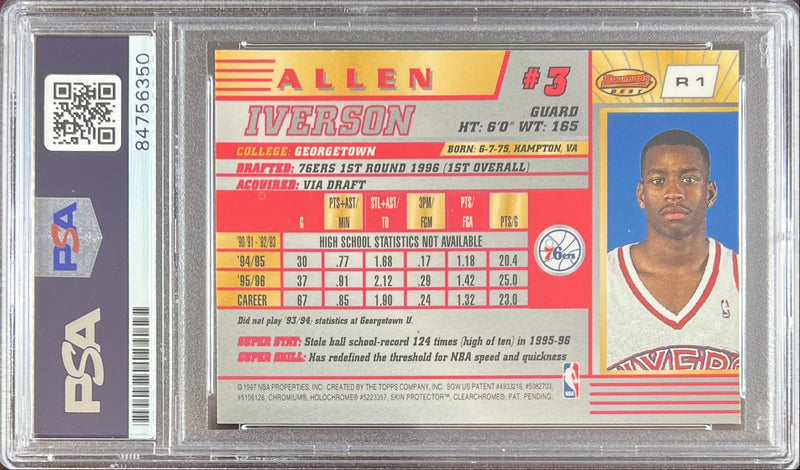 84756350
PSA
PSA
ALLEN
IVERSON
#3
GUARD
HT: 6'0" WT: 165
COLLEGE: GEORGETOWN
BORN: 6-7-75, HAMPTON, VA
DRAFTED: 76ERS 1ST ROUND 1996 (1ST OVERALL)
ACQUIRED: VIA DRAFT
G PTS+AST/MIN STL+AST/TO 3PM/FGM PTS/FGA PTS/G
'90/91 - '92/93 HIGH SCHOOL STATISTICS NOT AVAILABLE
'94/95 30 .77 1.68 .17 1.18 20.4
'95/96 37 .91 2.12 .29 1.42 25.0
CAREER 67 .85 1.90 .24 1.32 23.0
Did not play '93/94; statistics at Georgetown U.
SUPER STAT: Stole ball school-record 124 times (high of ten) in 1995-96
SUPER SKILL: Has redefined the threshold for NBA speed and quickness
© 1997 NBA PROPERTIES, INC. CREATED BY THE TOPPS COMPANY, INC. SGW US PATENT #4933218, #5082703,
#5106126, CHROMIUM®, HOLOCHROME® #5223357, SKIN PROTECTOR™, CLEARCHROME®, PAT. PENDING.
NBA
76ers
Bowman's
BEST
R1